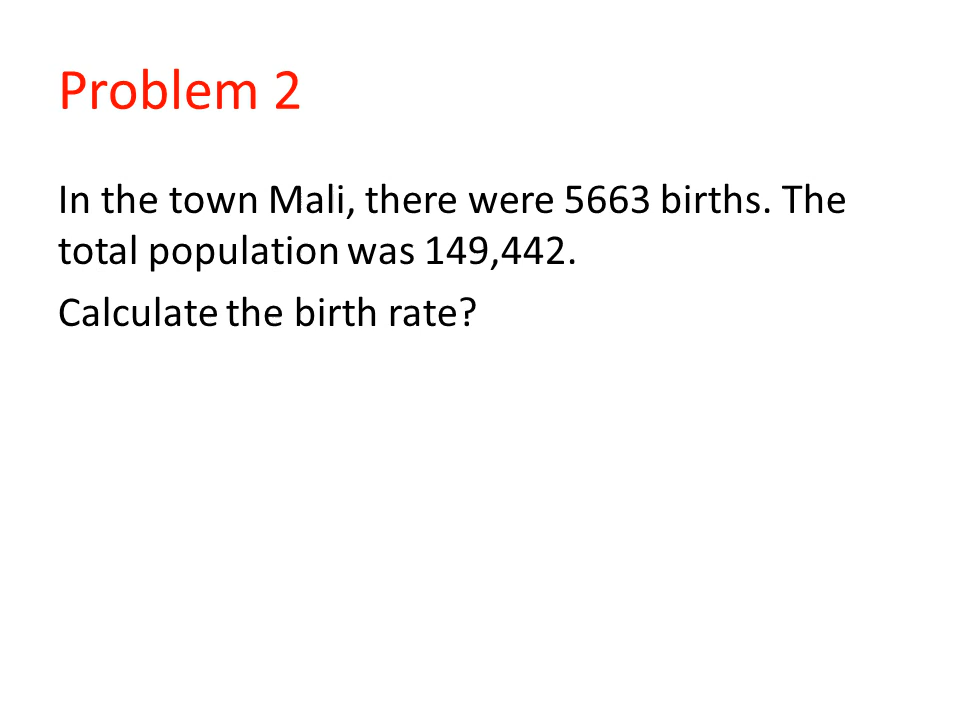 Problem 2
In the town Mali, there were 5663 births. The
total population was 149,442.
Calculate the birth rate?